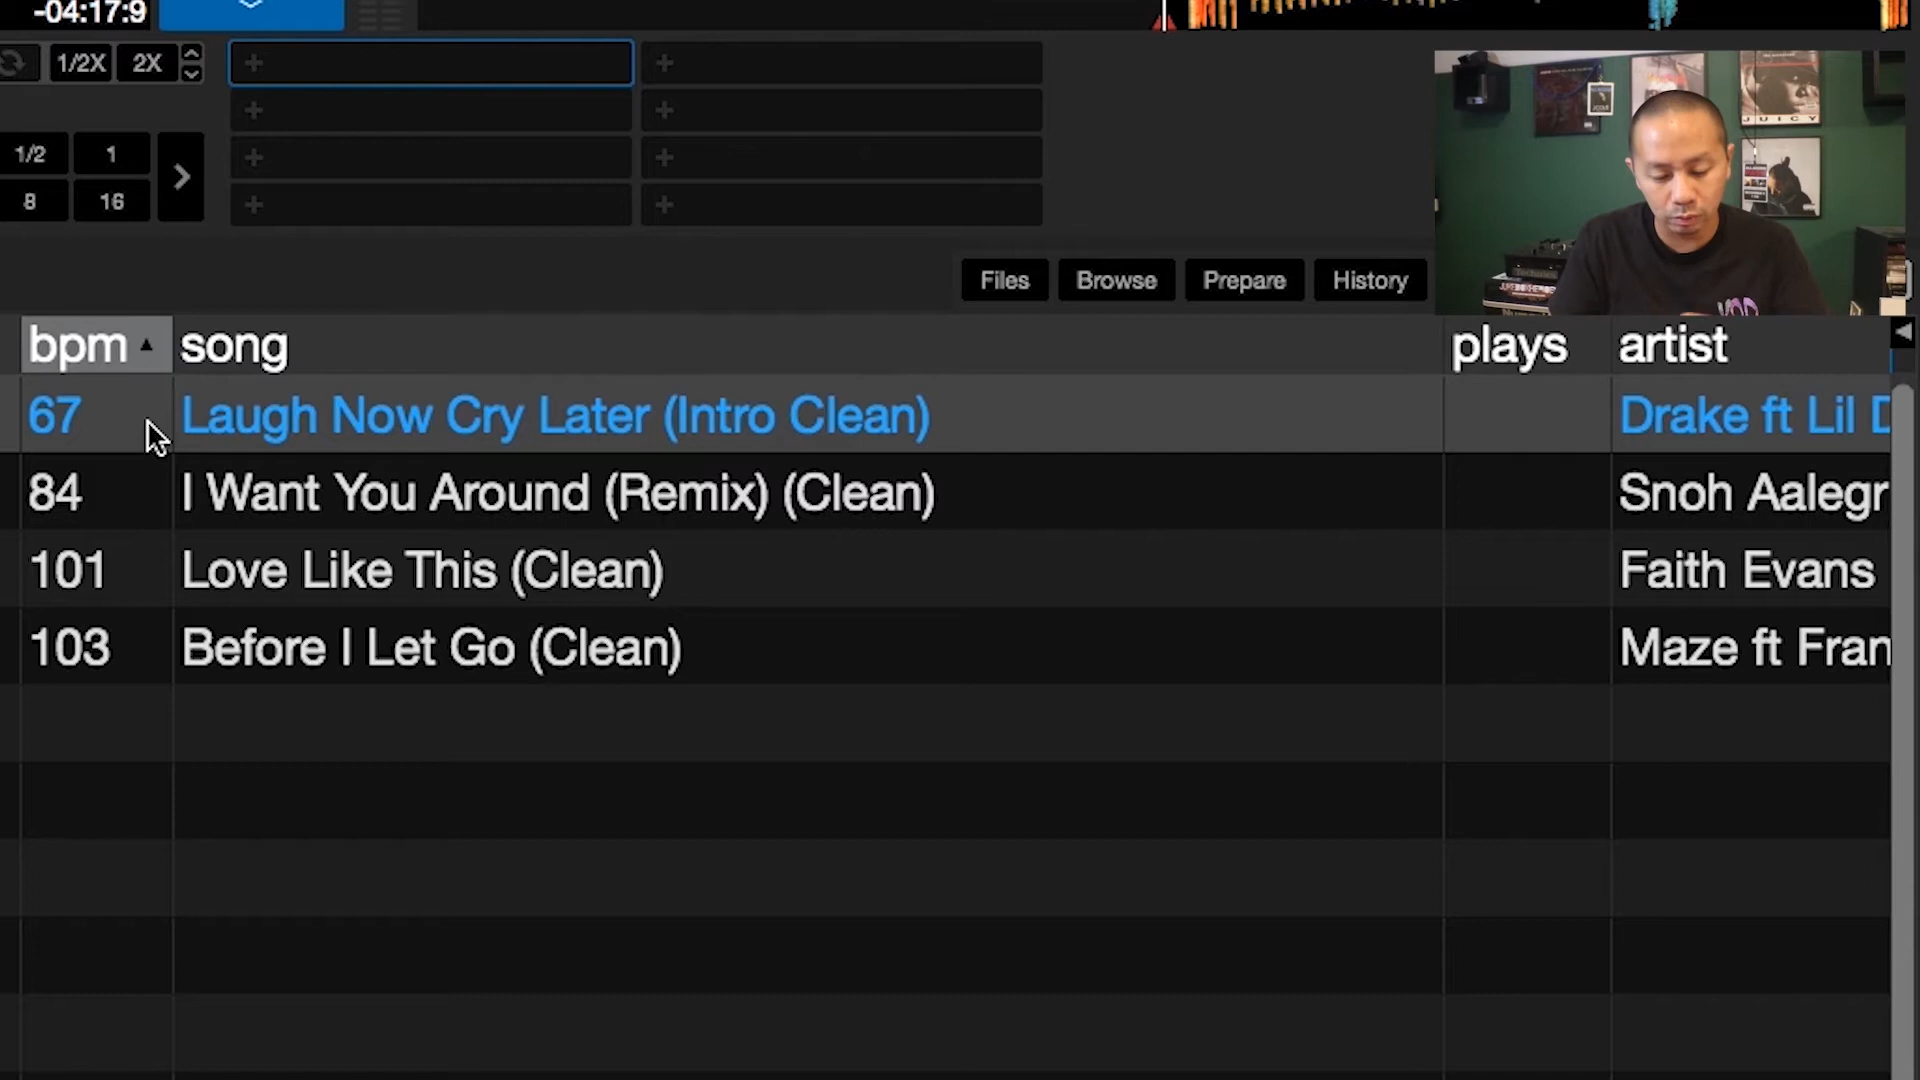 -04:17:9
1/2X 2X
1/2 1
8 16
Files Browse Prepare History
JUICY
bpm song plays artist
67 Laugh Now Cry Later (Intro Clean) Drake ft Lil D
84 I Want You Around (Remix) (Clean) Snoh Aalegr
101 Love Like This (Clean) Faith Evans
103 Before I Let Go (Clean) Maze ft Fran